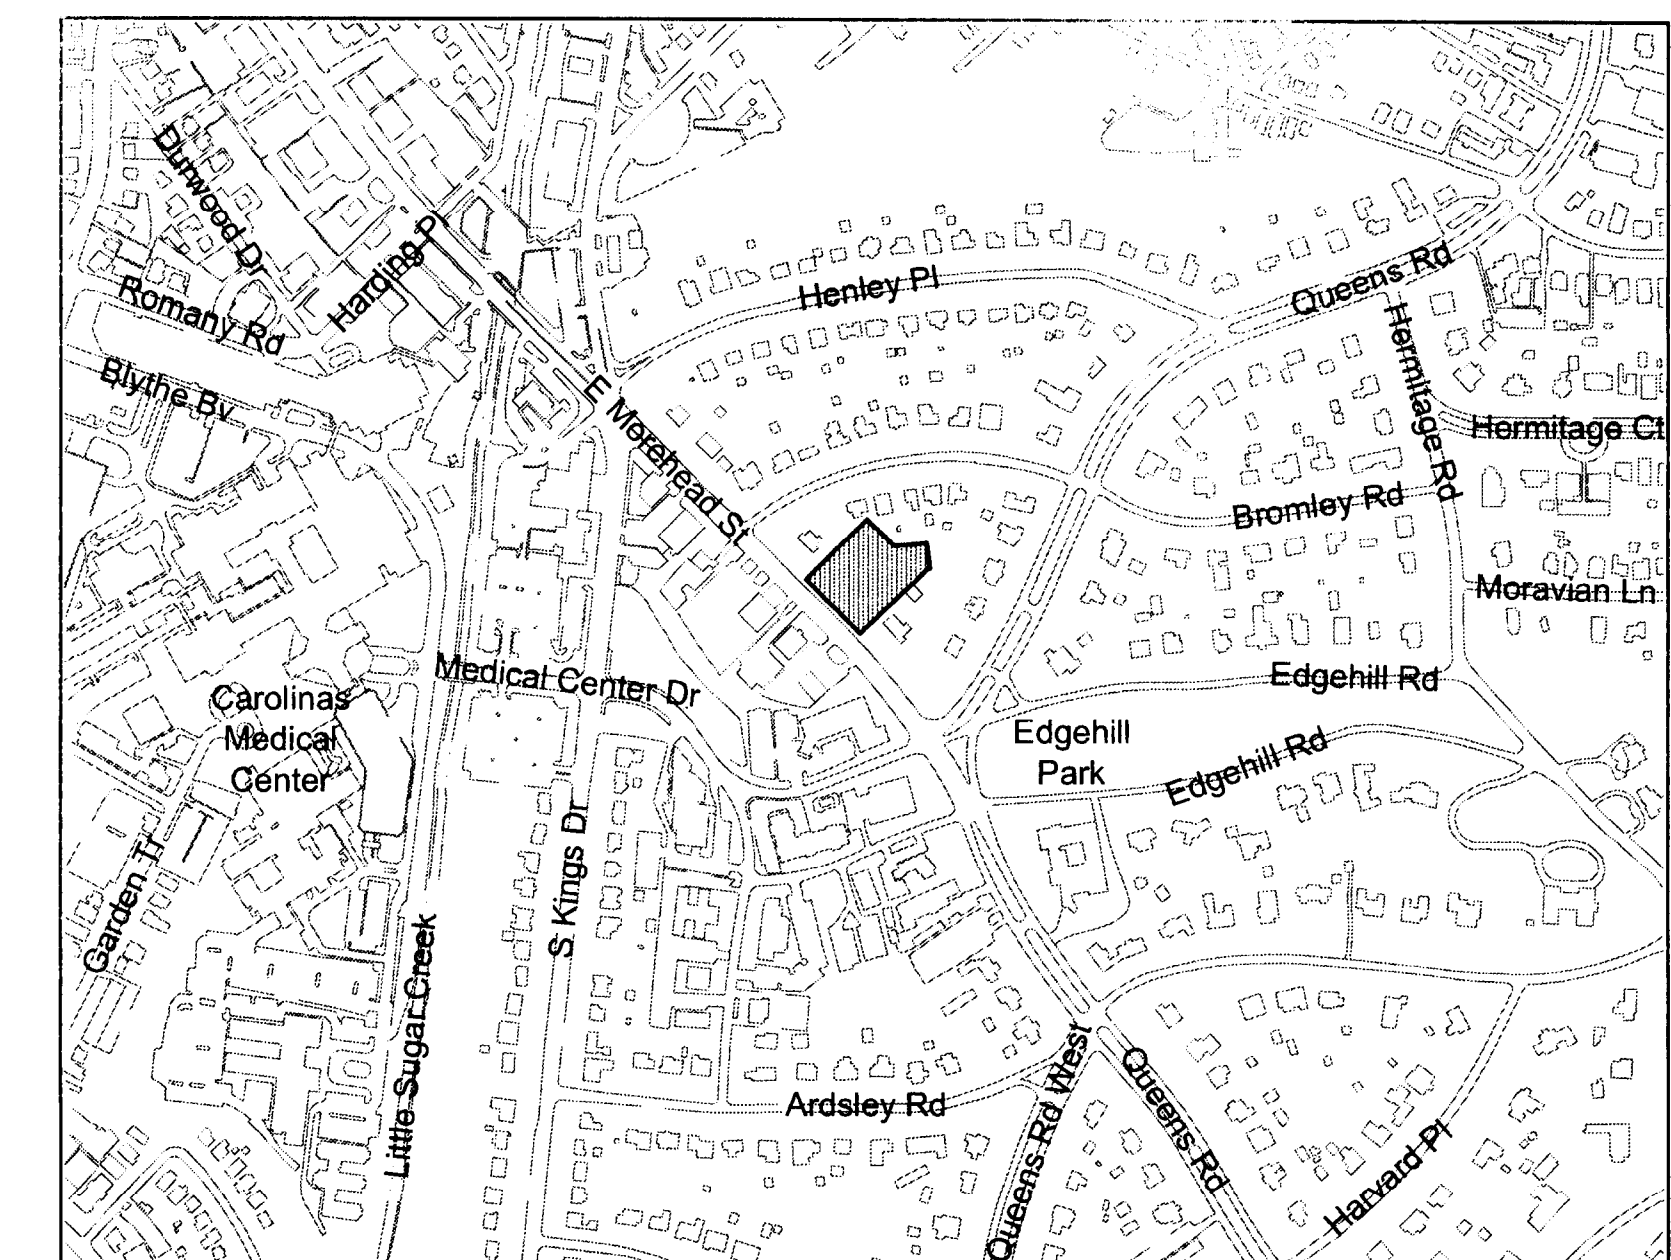 Durwood Dr
Harding Pl
Romany Rd
Blythe Bv
Henley Pl
Queens Rd
Hermitage Rd
Hermitage Ct
E Morehead St
Bromley Rd
Moravian Ln
Medical Center Dr
Edgehill Rd
Carolinas
Medical
Center
Edgehill
Park
Edgehill Rd
S Kings Dr
Garden Tr
Little Sugar Creek
Ardsley Rd
Queens Rd West
Queens Rd
Harvard Pl